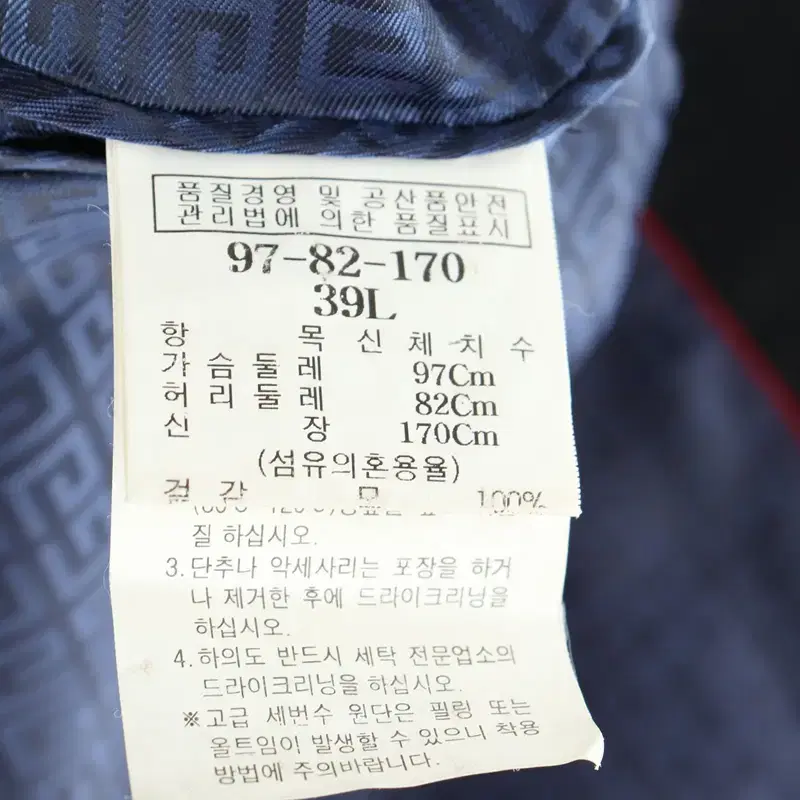 품질경영 및 공산품안전
관리법에 의한 품질표시
97-82-170
39L
항 목 신 체 치 수
가 슴 둘 레 97Cm
허 리 둘 레 82Cm
신 장 170Cm
(섬유의혼용율)
겉 감 모 100%
질 하십시오.
3.단추나 악세사리는 포장을 하거
나 제거한 후에 드라이크리닝을
하십시오.
4.하의도 반드시 세탁 전문업소의
드라이크리닝을 하십시오.
※고급 세번수 원단은 필링 또는
올트임이 발생할 수 있으니 착용
방법에 주의바랍니다.